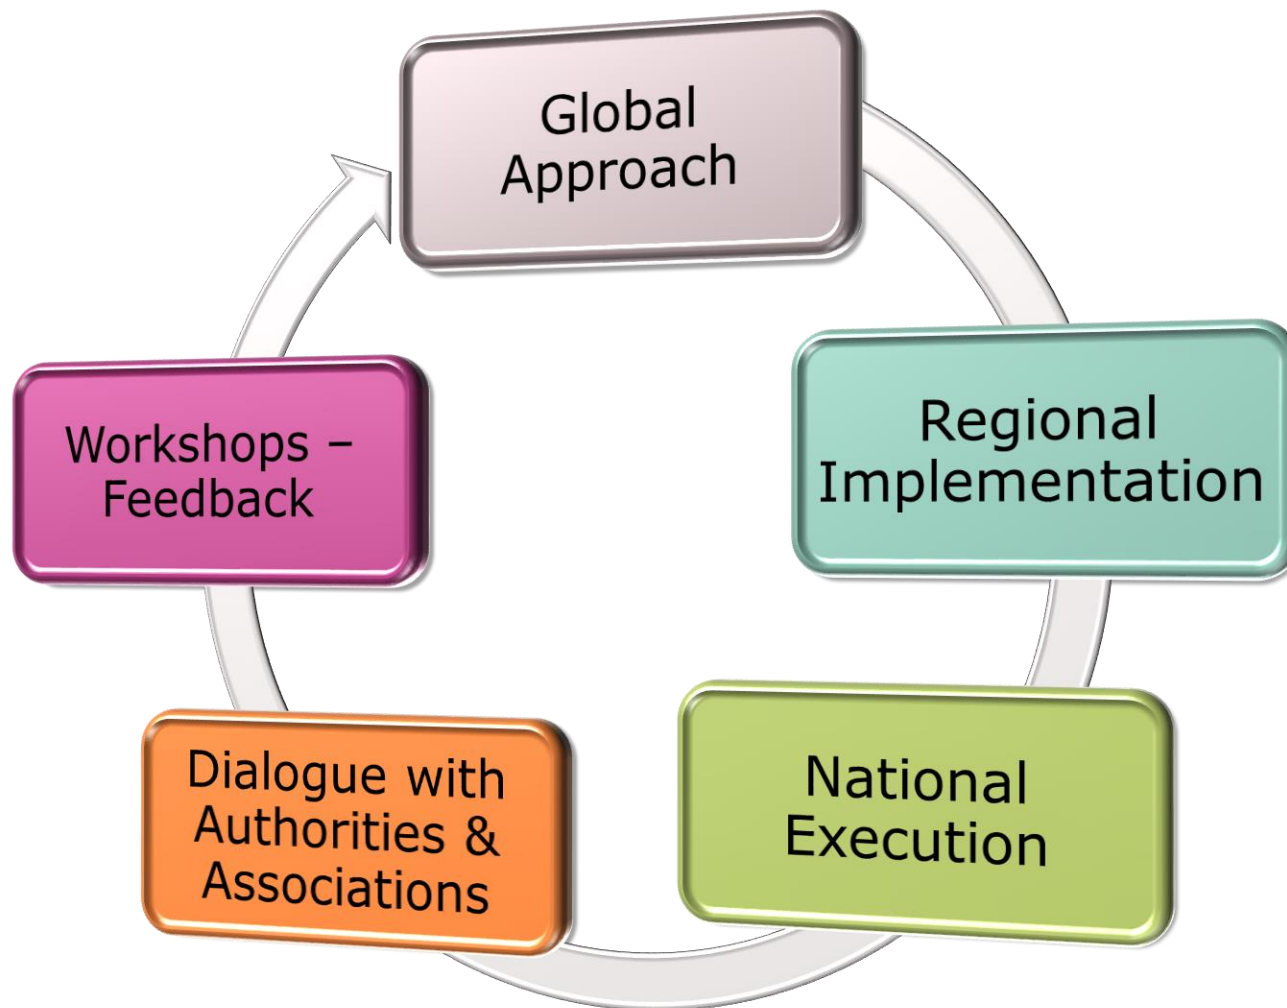 Global
Approach
Regional
Implementation
National
Execution
Dialogue with
Authorities &
Associations
Workshops –
Feedback